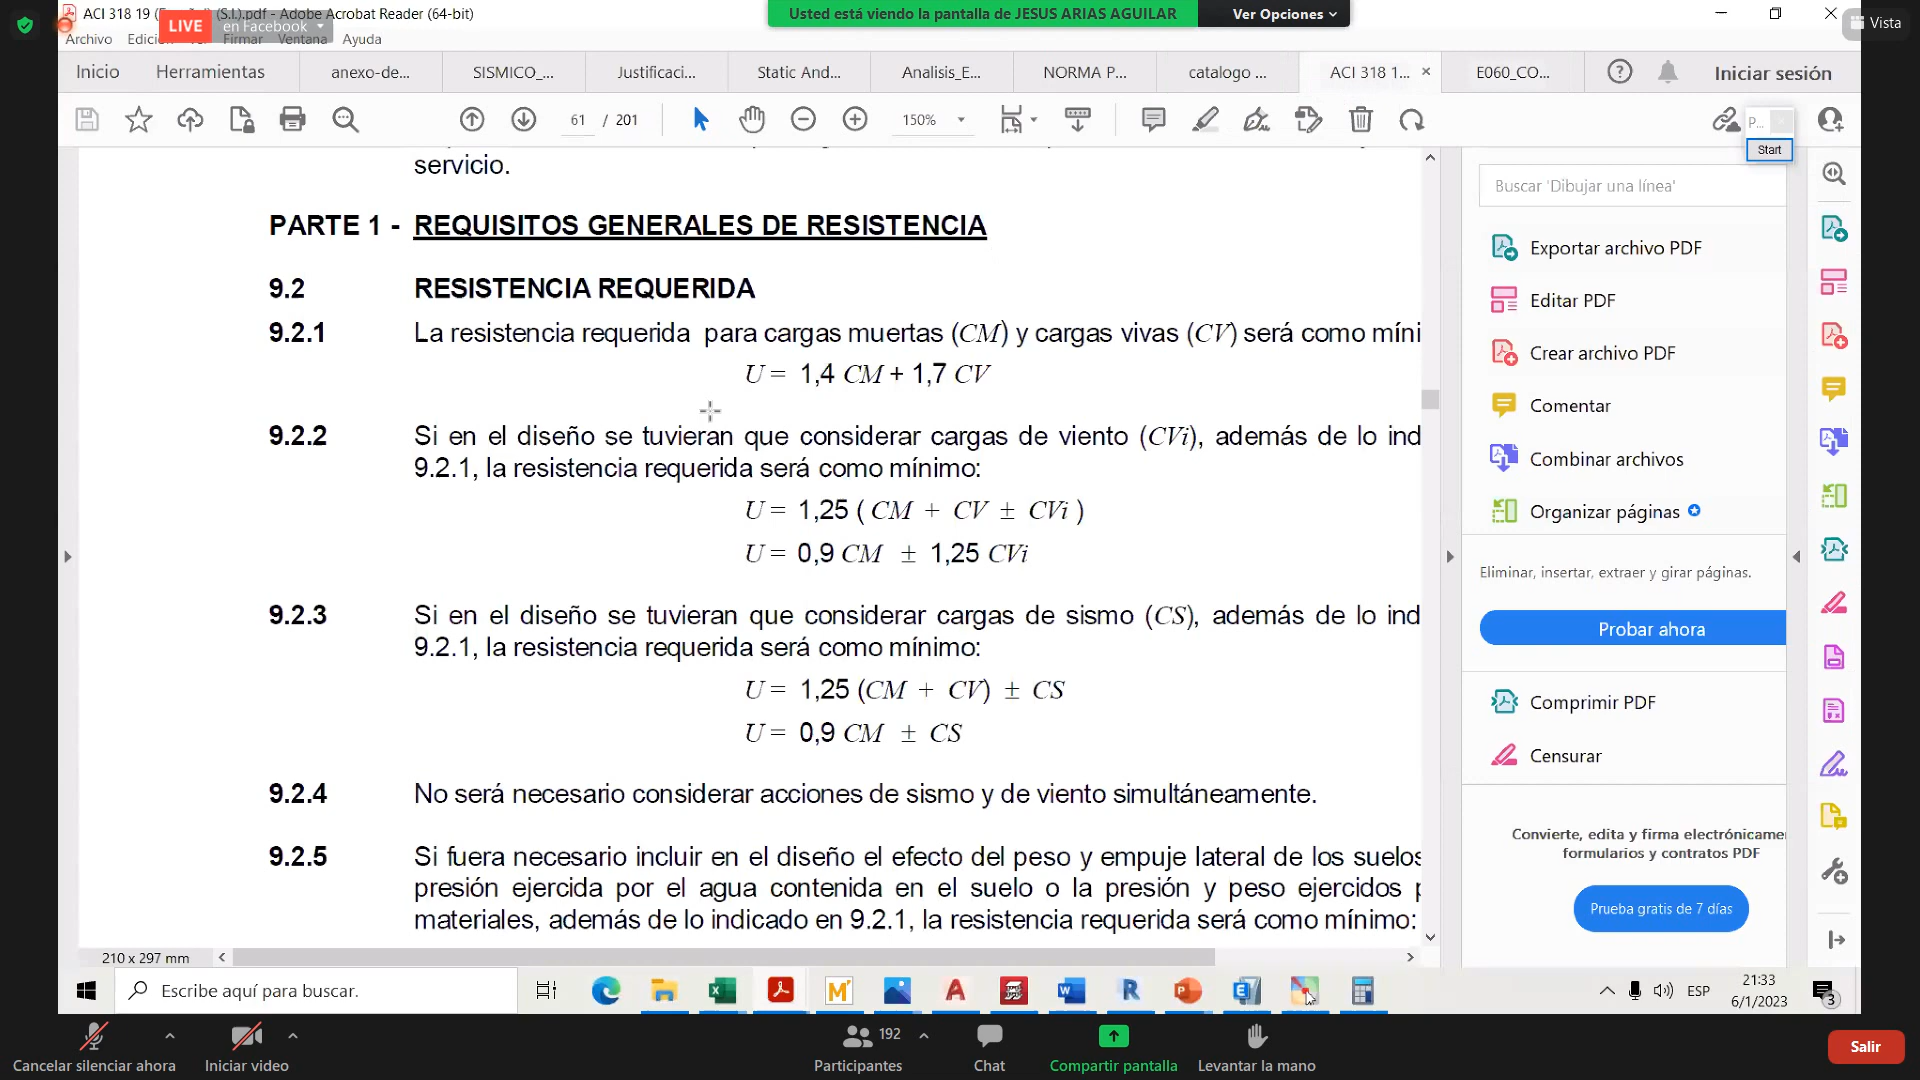 ACI 318 19 (Español) (S.I.).pdf - Adobe Acrobat Reader (64-bit)
LIVE en Facebook
Usted está viendo la pantalla de JESUS ARIAS AGUILAR
Ver Opciones
Vista
Archivo Edición Ver Firmar Ventana Ayuda
Inicio Herramientas anexo-de... SISMICO_... Justificaci... Static And... Analisis_E... NORMA P... catalogo ... ACI 318 1... × E060_CO... Iniciar sesión
61 / 201 150% P...
Start
servicio.
PARTE 1 - REQUISITOS GENERALES DE RESISTENCIA
9.2 RESISTENCIA REQUERIDA
9.2.1 La resistencia requerida para cargas muertas (CM) y cargas vivas (CV) será como míni
U = 1,4 CM + 1,7 CV
9.2.2 Si en el diseño se tuvieran que considerar cargas de viento (CVi), además de lo ind
9.2.1, la resistencia requerida será como mínimo:
U = 1,25 ( CM + CV ± CVi )
U = 0,9 CM ± 1,25 CVi
9.2.3 Si en el diseño se tuvieran que considerar cargas de sismo (CS), además de lo ind
9.2.1, la resistencia requerida será como mínimo:
U = 1,25 (CM + CV) ± CS
U = 0,9 CM ± CS
9.2.4 No será necesario considerar acciones de sismo y de viento simultáneamente.
9.2.5 Si fuera necesario incluir en el diseño el efecto del peso y empuje lateral de los suelos
presión ejercida por el agua contenida en el suelo o la presión y peso ejercidos p
materiales, además de lo indicado en 9.2.1, la resistencia requerida será como mínimo:
210 x 297 mm
Buscar 'Dibujar una línea'
Exportar archivo PDF
Editar PDF
Crear archivo PDF
Comentar
Combinar archivos
Organizar páginas
Eliminar, insertar, extraer y girar páginas.
Probar ahora
Comprimir PDF
Censurar
Convierte, edita y firma electrónicame
formularios y contratos PDF
Prueba gratis de 7 días
Escribe aquí para buscar.
ESP
21:33
6/1/2023
3
Cancelar silenciar ahora
Iniciar video
192
Participantes
Chat
Compartir pantalla
Levantar la mano
Salir